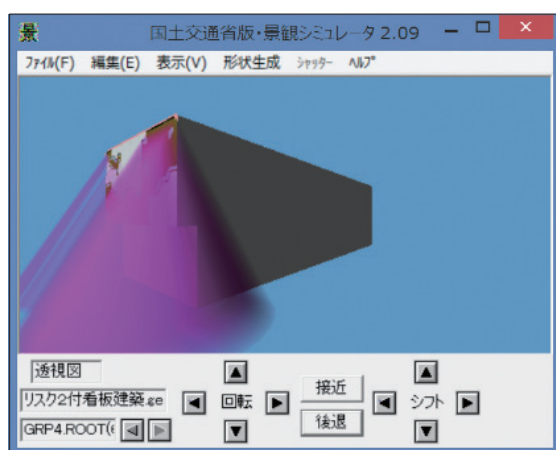 景 国土交通省版・景観シミュレータ 2.09
ファイル(F) 編集(E) 表示(V) 形状生成 シャッター ヘルプ
透視図
リスク2付看板建築.ge
回転
接近
後退
シフト
GRP4.ROOT(